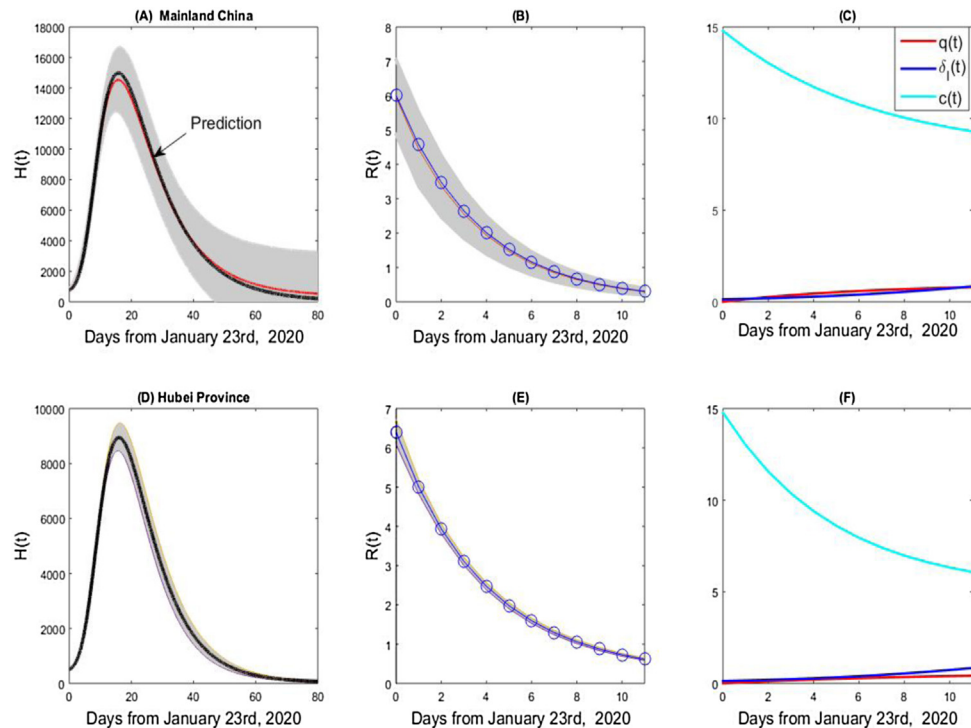 (A) Mainland China
H(t)
18000
16000
14000
12000
10000
8000
6000
4000
2000
0
Prediction
0 20 40 60 80
Days from January 23rd, 2020
(B)
R(t)
8
7
6
5
4
3
2
1
0
0 2 4 6 8 10
Days from January 23rd, 2020
(C)
15
10
5
0
q(t)
δI(t)
c(t)
0 2 4 6 8 10
Days from January 23rd, 2020
(D) Hubei Province
H(t)
10000
8000
6000
4000
2000
0
0 20 40 60 80
Days from January 23rd, 2020
(E)
R(t)
7
6
5
4
3
2
1
0
0 2 4 6 8 10
Days from January 23rd, 2020
(F)
15
10
5
0
0 2 4 6 8 10
Days from January 23rd, 2020